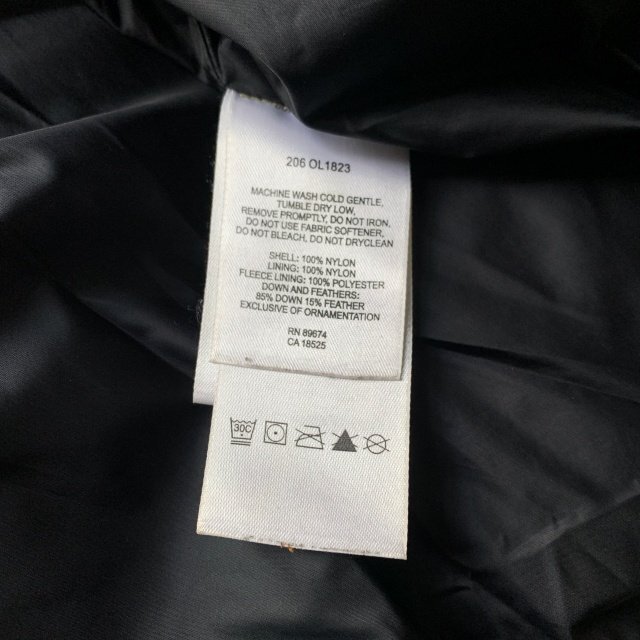 206 OL1823
MACHINE WASH COLD GENTLE,
TUMBLE DRY LOW,
REMOVE PROMPTLY, DO NOT IRON.
DO NOT USE FABRIC SOFTENER.
DO NOT BLEACH. DO NOT DRYCLEAN
SHELL: 100% NYLON
LINING: 100% NYLON
FLEECE LINING: 100% POLYESTER
DOWN AND FEATHERS:
85% DOWN 15% FEATHER
EXCLUSIVE OF ORNAMENTATION
RN 89674
CA 18525
30C